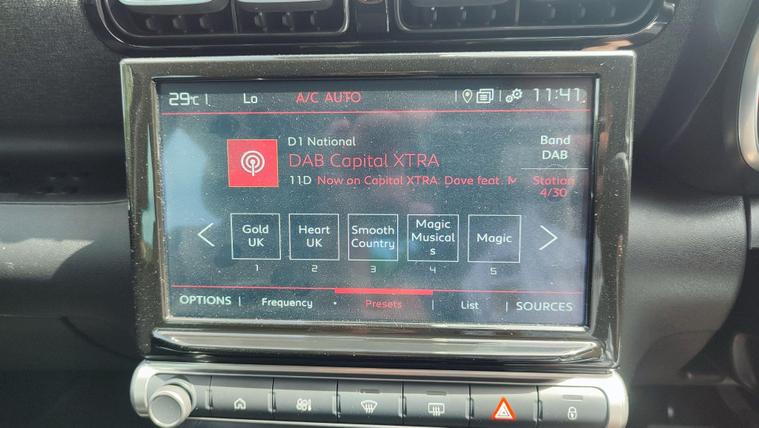 29°C Lo A/C AUTO 11:41
D1 National
DAB Capital XTRA
11D Now on Capital XTRA: Dave feat. M
Band
DAB
Station
4/30
Gold
UK
Heart
UK
Smooth
Country
Magic
Musical
s
Magic
1 2 3 4 5
OPTIONS Frequency Presets List SOURCES